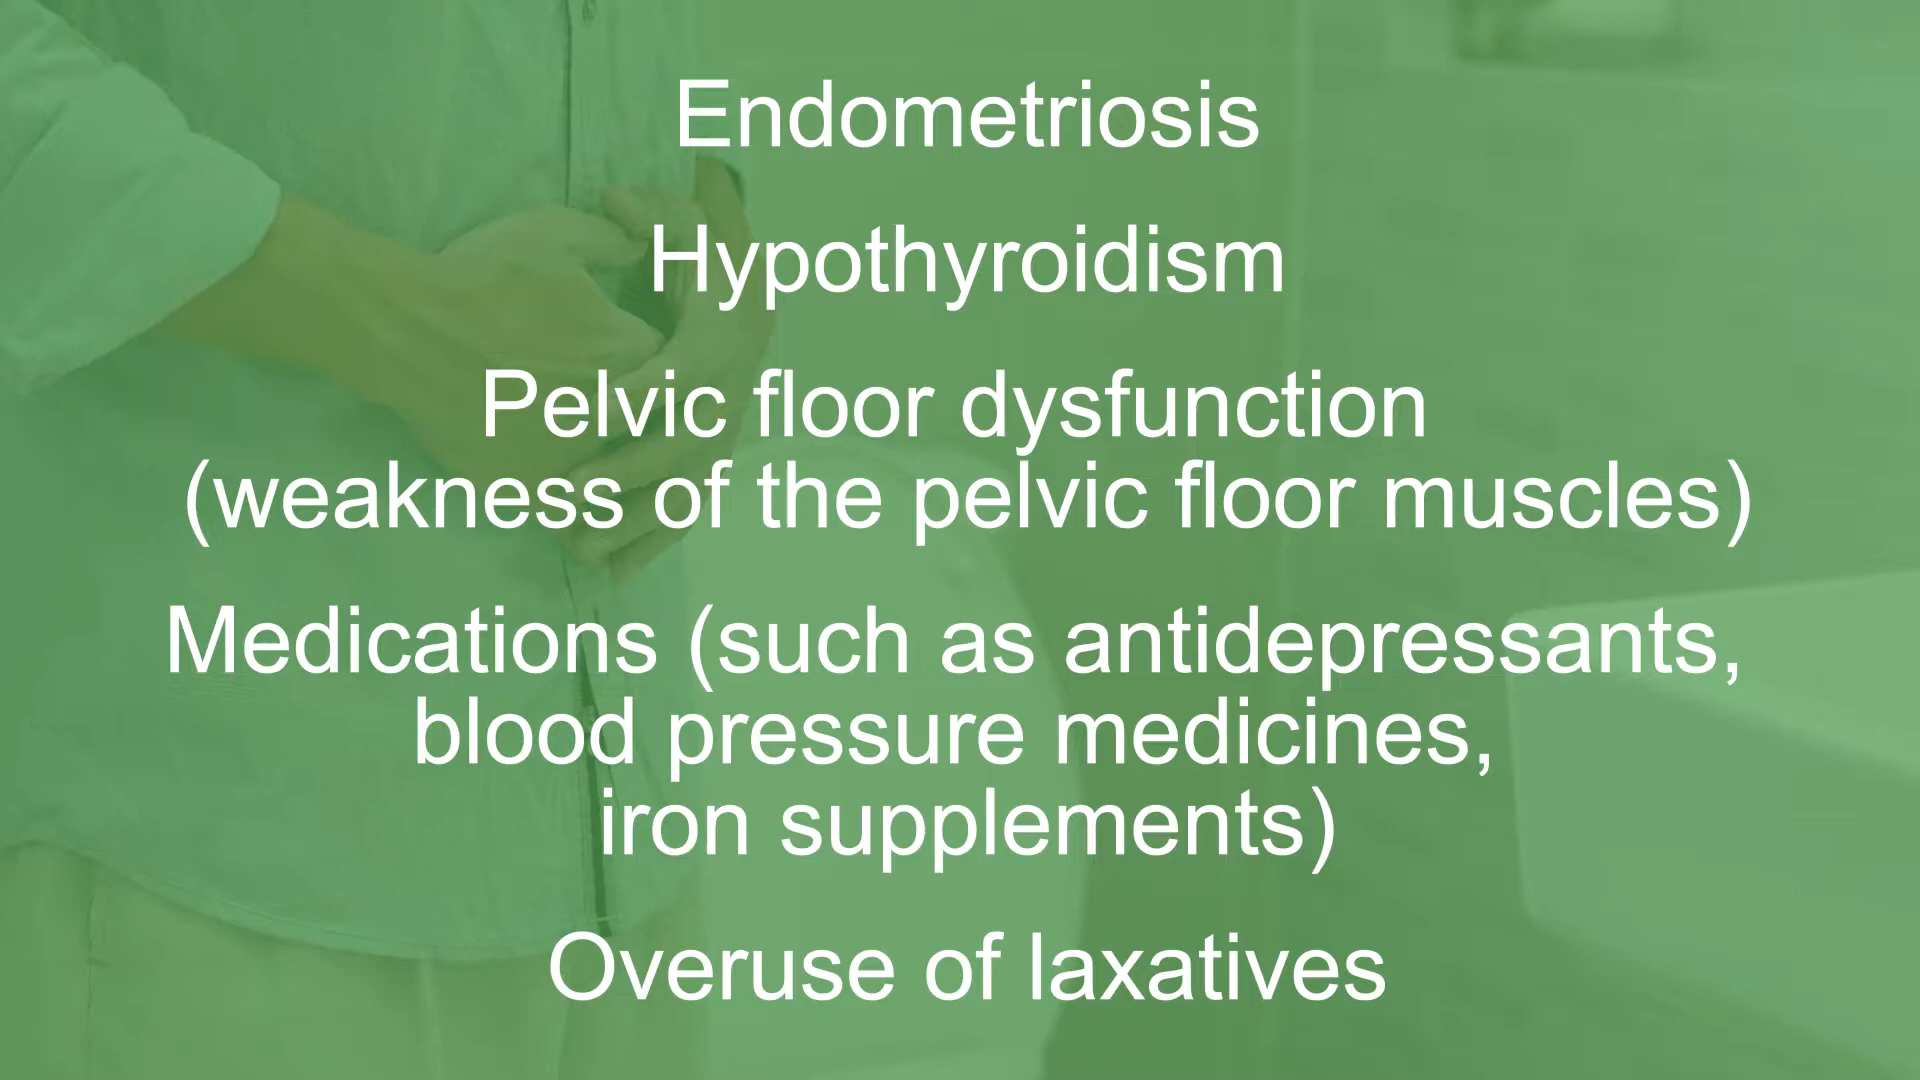 Endometriosis
Hypothyroidism
Pelvic floor dysfunction
(weakness of the pelvic floor muscles)
Medications (such as antidepressants,
blood pressure medicines,
iron supplements)
Overuse of laxatives